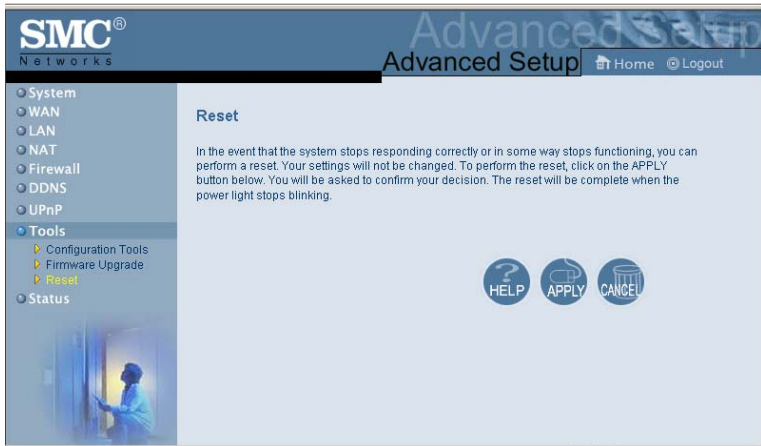 SMC®
Networks
Advanced Setup
Advanced Setup
Home Logout
System
WAN
LAN
NAT
Firewall
DDNS
UPnP
Tools
Configuration Tools
Firmware Upgrade
Reset
Status
Reset
In the event that the system stops responding correctly or in some way stops functioning, you can
perform a reset. Your settings will not be changed. To perform the reset, click on the APPLY
button below. You will be asked to confirm your decision. The reset will be complete when the
power light stops blinking.
HELP APPLY CANCEL